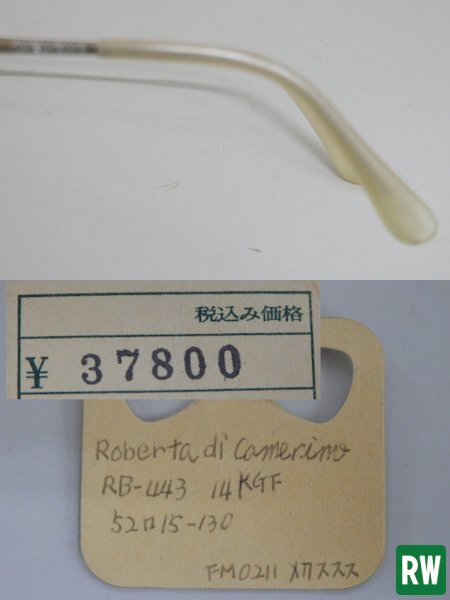 税込み価格
¥ 37800
Roberta di Camerino
RB-443 14KGF
52□15-130
FM0211 メガススス
RW